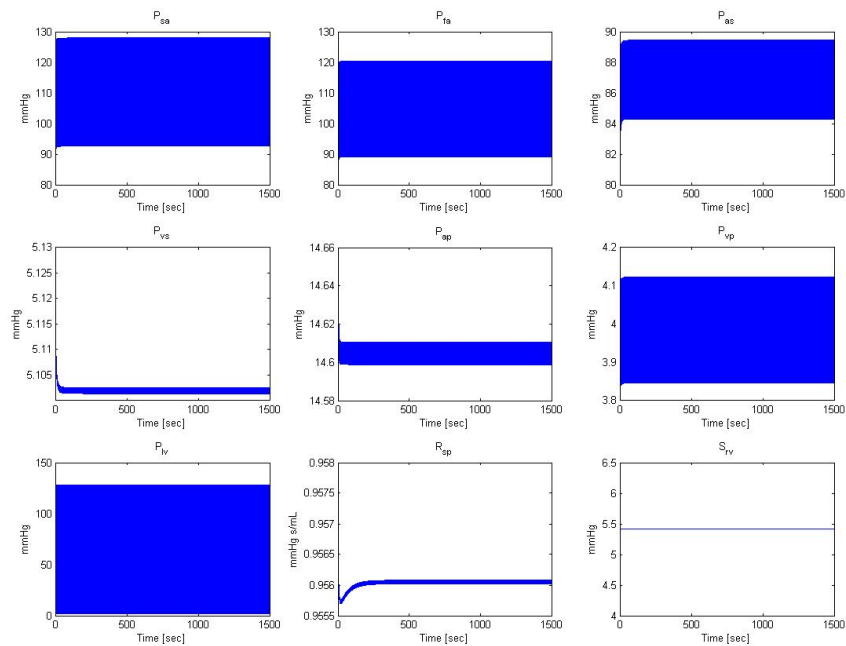 P_sa
130
120
110
100
90
80
mmHg
0 500 1000 1500
Time [sec]
P_fa
130
120
110
100
90
80
mmHg
0 500 1000 1500
Time [sec]
P_as
90
88
86
84
82
80
mmHg
0 500 1000 1500
Time [sec]
P_vs
5.13
5.125
5.12
5.115
5.11
5.105
mmHg
0 500 1000 1500
Time [sec]
P_ap
14.66
14.64
14.62
14.6
14.58
mmHg
0 500 1000 1500
Time [sec]
P_vp
4.2
4.1
4
3.9
3.8
mmHg
0 500 1000 1500
Time [sec]
P_lv
150
100
50
0
mmHg
0 500 1000 1500
Time [sec]
R_sp
0.958
0.9575
0.957
0.9565
0.956
0.9555
mmHg s/mL
0 500 1000 1500
Time [sec]
S_rv
6.5
6
5.5
5
4.5
4
mmHg
0 500 1000 1500
Time [sec]